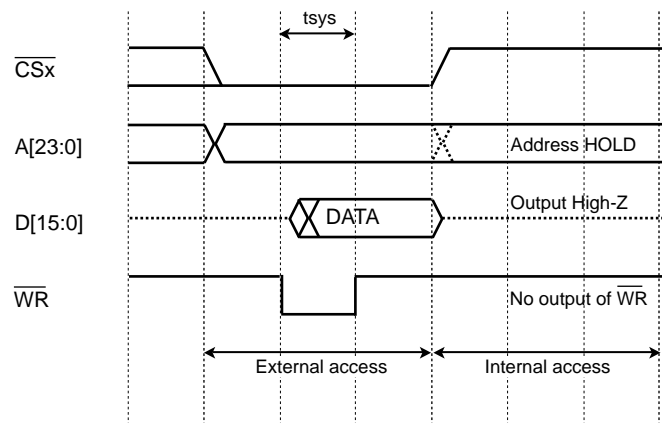 tsys
CSx
A[23:0]
Address HOLD
D[15:0]
DATA
Output High-Z
WR
No output of WR
External access
Internal access